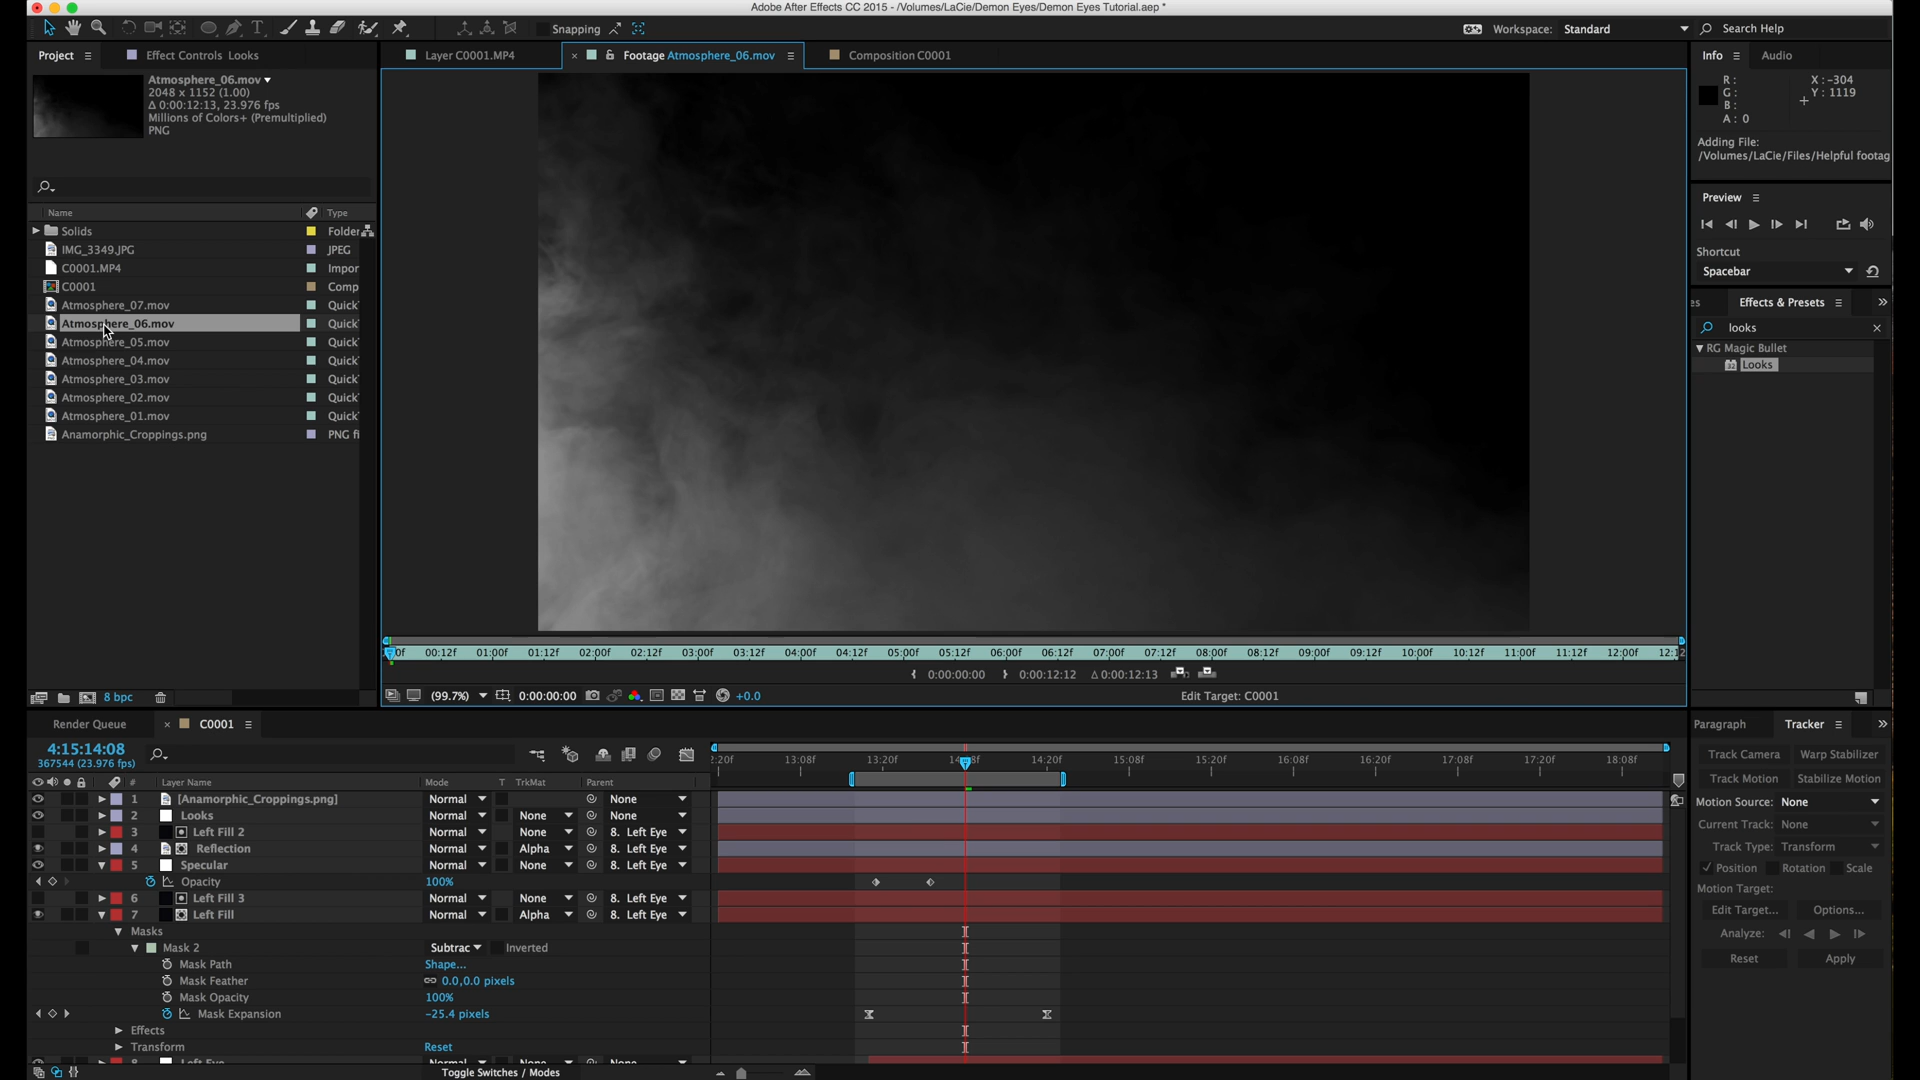 Adobe After Effects CC 2015 - /Volumes/LaCie/Demon Eyes/Demon Eyes Tutorial.aep *
Snapping
Workspace: Standard
Search Help
Project
Effect Controls Looks
Layer C0001.MP4
Footage Atmosphere_06.mov
Composition C0001
Info
Audio
Atmosphere_06.mov
2048 x 1152 (1.00)
Δ 0:00:12:13, 23.976 fps
Millions of Colors+ (Premultiplied)
PNG
R :
G :
B :
A : 0
X : -304
Y : 1119
Adding File:
/Volumes/LaCie/Files/Helpful footag
Preview
Shortcut
Spacebar
Effects & Presets
looks
RG Magic Bullet
Looks
Name
Type
Solids
Folder
IMG_3349.JPG
JPEG
C0001.MP4
Impor
C0001
Comp
Atmosphere_07.mov
Quick
Atmosphere_06.mov
Quick
Atmosphere_05.mov
Quick
Atmosphere_04.mov
Quick
Atmosphere_03.mov
Quick
Atmosphere_02.mov
Quick
Atmosphere_01.mov
Quick
Anamorphic_Croppings.png
PNG fi
00:12f 01:00f 01:12f 02:00f 02:12f 03:00f 03:12f 04:00f 04:12f 05:00f 05:12f 06:00f 06:12f 07:00f 07:12f 08:00f 08:12f 09:00f 09:12f 10:00f 10:12f 11:00f 11:12f 12:00f
0:00:00:00
0:00:12:12
Δ 0:00:12:13
8 bpc
(99.7%)
0:00:00:00
+0.0
Edit Target: C0001
Render Queue
C0001
4:15:14:08
367544 (23.976 fps)
2:20f 13:08f 13:20f 14:20f 15:08f 15:20f 16:08f 16:20f 17:08f 17:20f 18:08f
# Layer Name Mode T TrkMat Parent
1 [Anamorphic_Croppings.png] Normal None
2 Looks Normal None None
3 Left Fill 2 Normal None 8. Left Eye
4 Reflection Normal Alpha 8. Left Eye
5 Specular Normal None 8. Left Eye
Opacity 100%
6 Left Fill 3 Normal None 8. Left Eye
7 Left Fill Normal Alpha 8. Left Eye
Masks
Mask 2 Subtrac Inverted
Mask Path Shape...
Mask Feather 0.0,0.0 pixels
Mask Opacity 100%
Mask Expansion -25.4 pixels
Effects
Transform Reset
8 Left Eye Normal None None
Toggle Switches / Modes
Paragraph
Tracker
Track Camera
Warp Stabilizer
Track Motion
Stabilize Motion
Motion Source: None
Current Track: None
Track Type: Transform
Position Rotation Scale
Motion Target:
Edit Target...
Options...
Analyze:
Reset
Apply